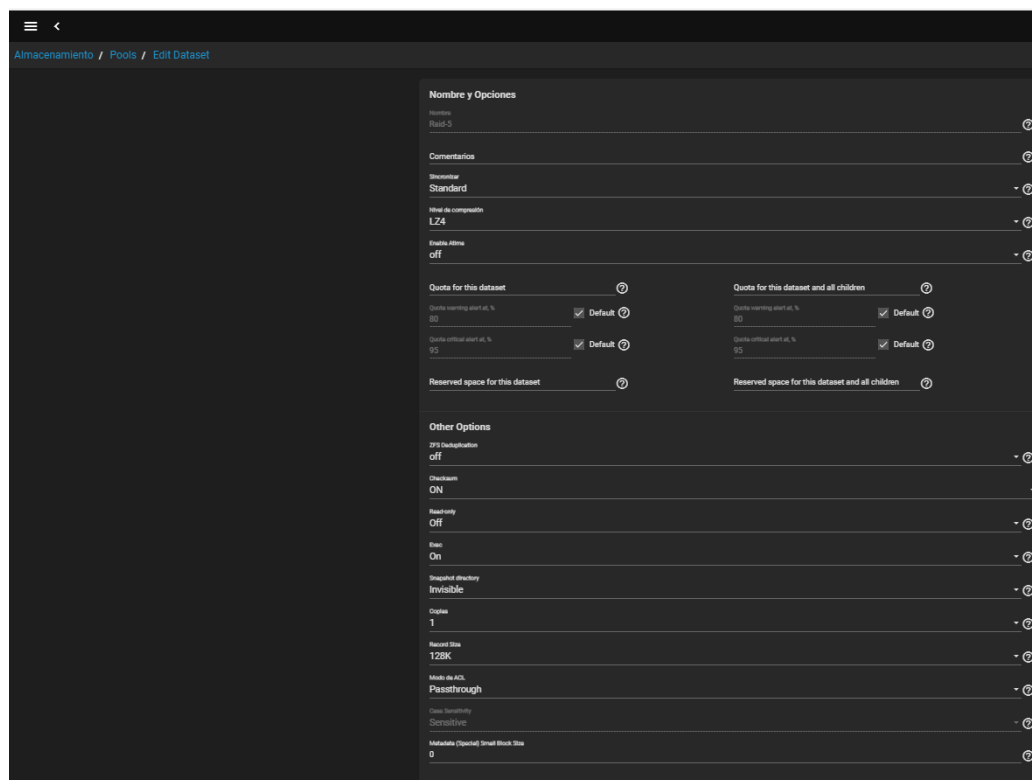 Almacenamiento / Pools / Edit Dataset
Nombre y Opciones
Nombre
Raid-5
Comentarios
Sincronizar
Standard
Nivel de compresión
LZ4
Enable Atime
off
Quota for this dataset
Quota warning alert at, %
80
Default
Quota critical alert at, %
95
Default
Reserved space for this dataset
Quota for this dataset and all children
Quota warning alert at, %
80
Default
Quota critical alert at, %
95
Default
Reserved space for this dataset and all children
Other Options
ZFS Deduplication
off
Checksum
ON
Read-only
Off
Exec
On
Snapshot directory
Invisible
Copies
1
Record Size
128K
Modo de ACL
Passthrough
Case Sensitivity
Sensitive
Metadata (Special) Small Block Size
0